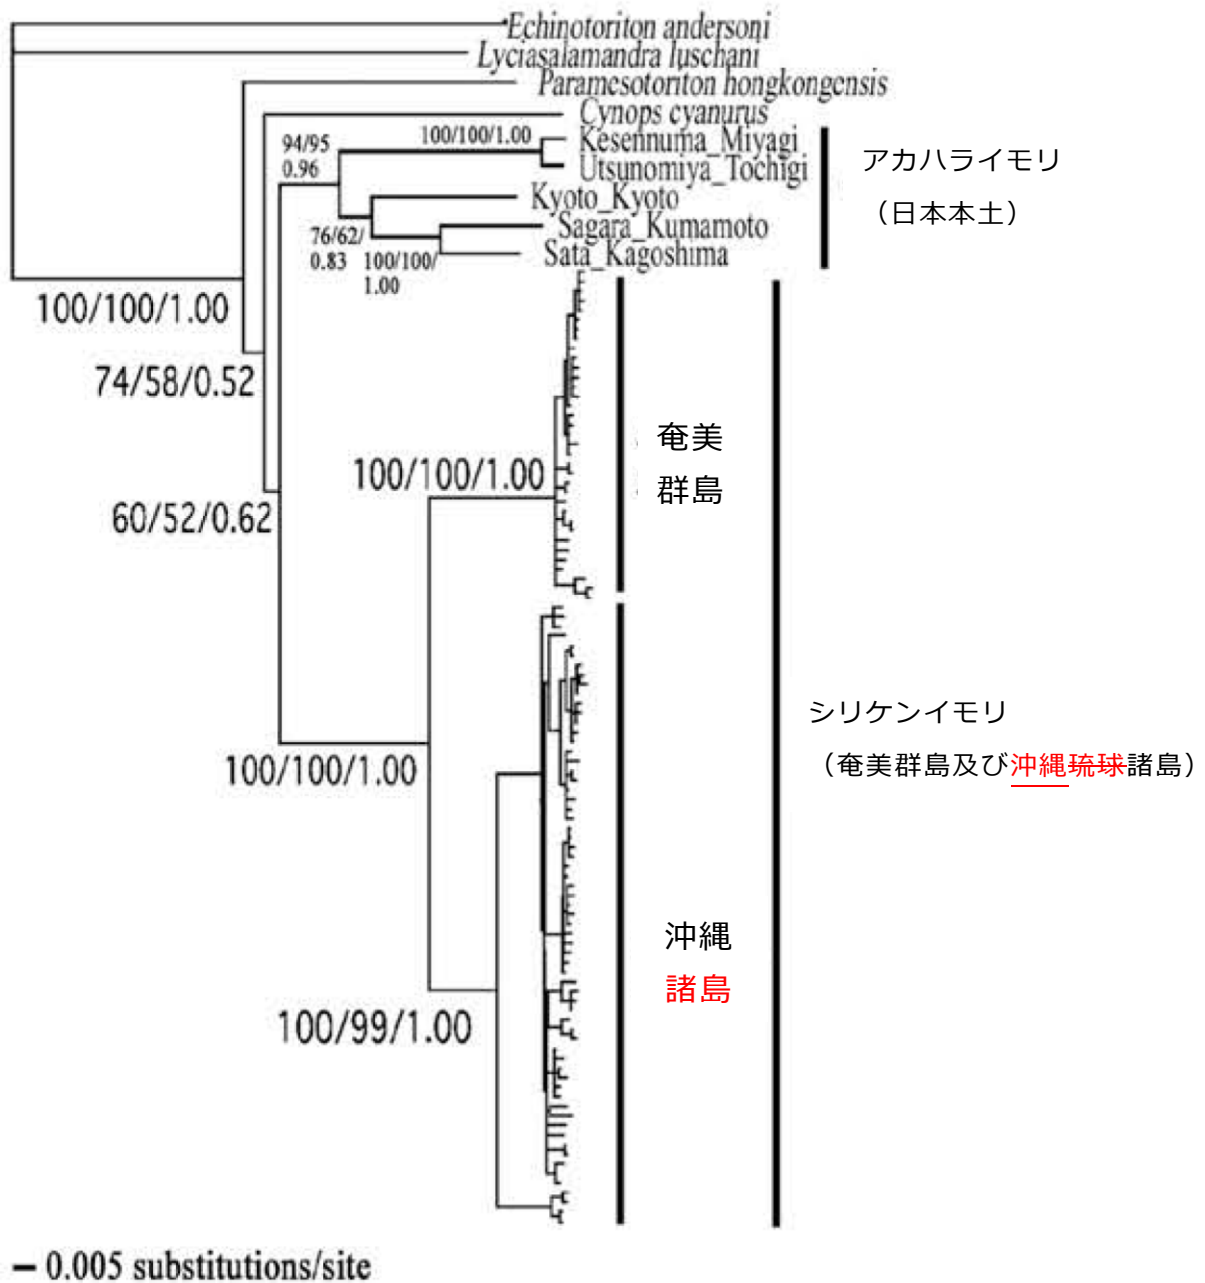 Echinotoriton andersoni
Lyciasalamandra luschani
Paramesotoriton hongkongensis
Cynops cyanurus
100/100/1.00
Kesennuma_Miyagi
94/95
0.96
Utsunomiya_Tochigi
アカハライモリ
（日本本土）
Kyoto_Kyoto
Sagara_Kumamoto
76/62/
0.83
100/100/
1.00
Sata_Kagoshima
100/100/1.00
74/58/0.52
奄美
群島
100/100/1.00
60/52/0.62
シリケンイモリ
（奄美群島及び沖縄琉球諸島）
100/100/1.00
沖縄
諸島
100/99/1.00
0.005 substitutions/site